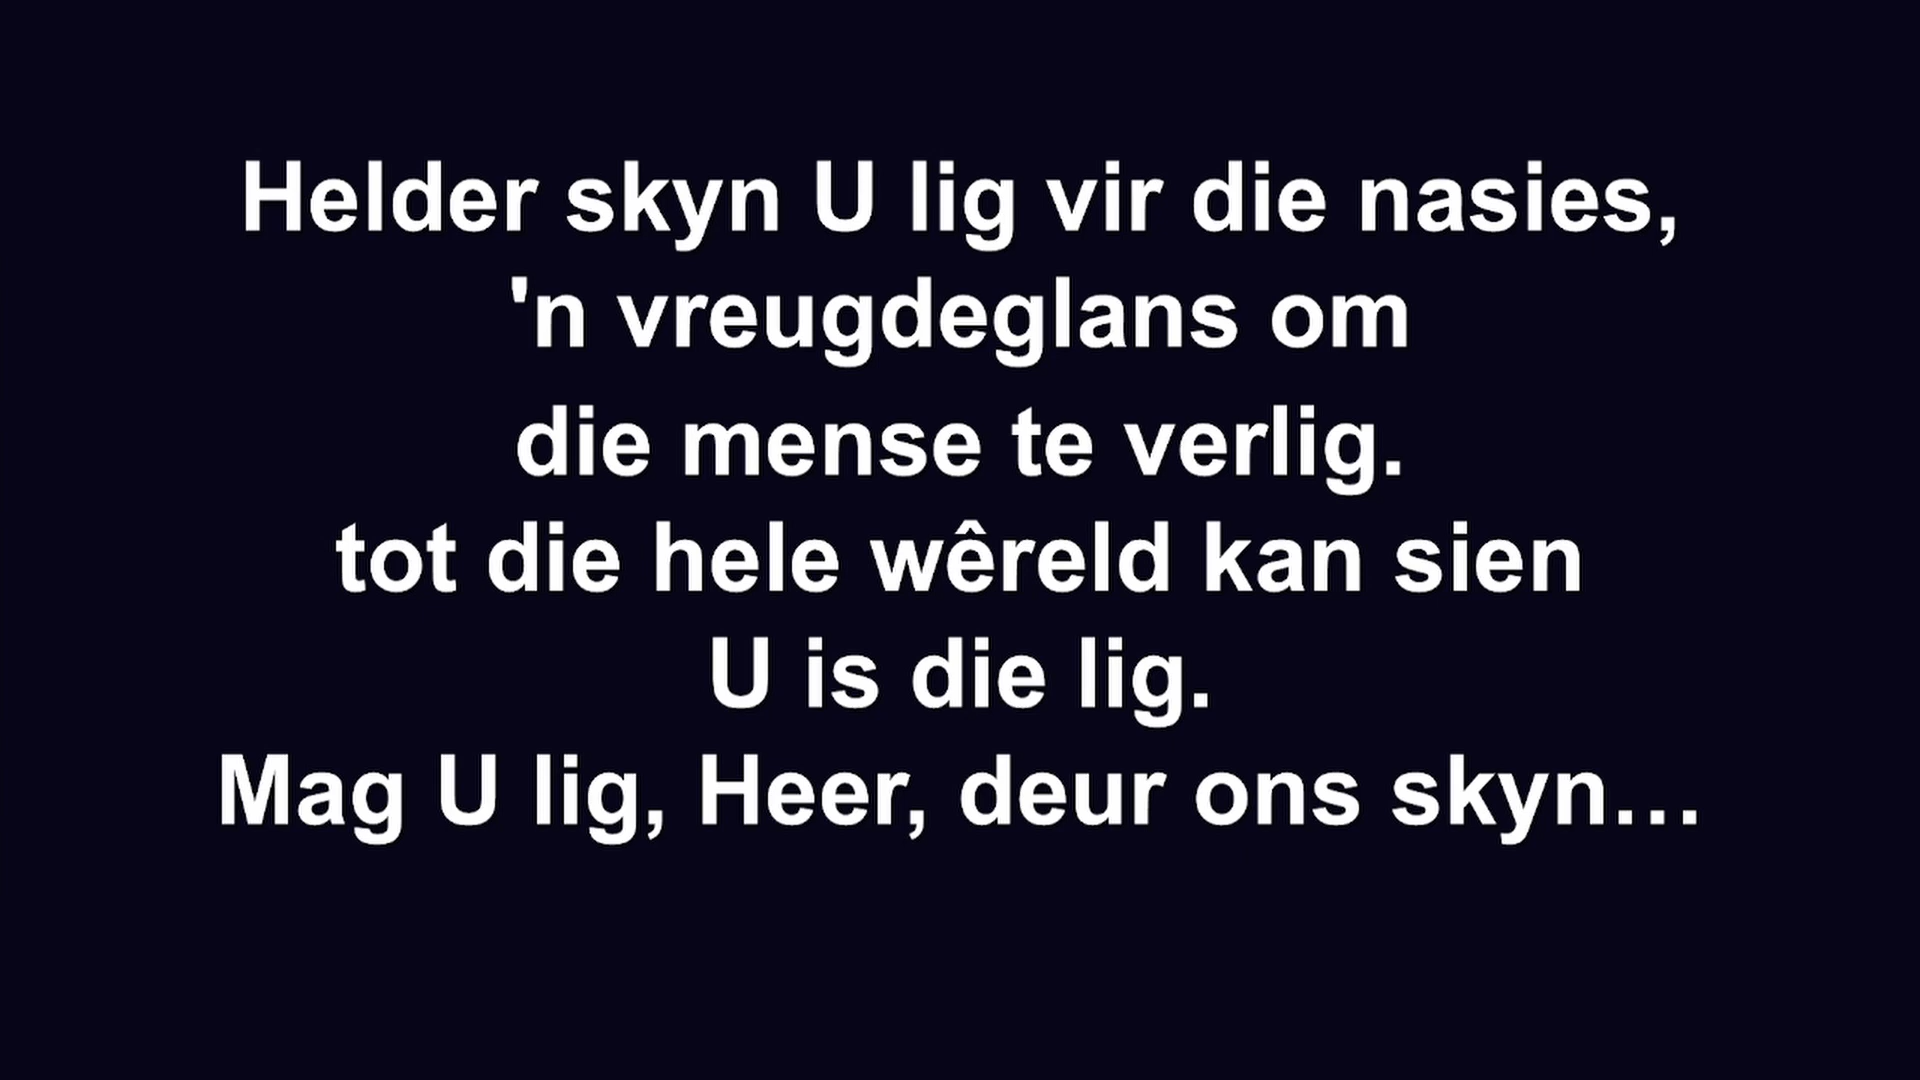 Helder skyn U lig vir die nasies,
'n vreugdeglans om
die mense te verlig.
tot die hele wêreld kan sien
U is die lig.
Mag U lig, Heer, deur ons skyn…